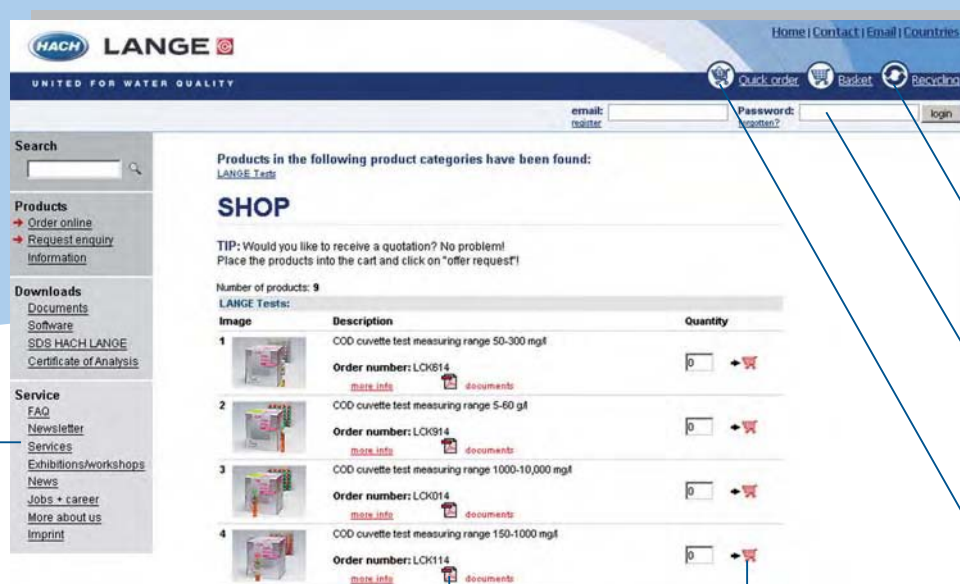 HACH LANGE
Home | Contact | Email | Countries
UNITED FOR WATER QUALITY
Quick order Basket Recycling
email: Password: login
register forgotten?
Search
Products
Order online
Request enquiry
Information
Downloads
Documents
Software
SDS HACH LANGE
Certificate of Analysis
Service
FAQ
Newsletter
Services
Exhibitions/workshops
News
Jobs + career
More about us
Imprint
Products in the following product categories have been found:
LANGE Tests
SHOP
TIP: Would you like to receive a quotation? No problem!
Place the products into the cart and click on "offer request"!
Number of products: 9
LANGE Tests:
Image Description Quantity
1 COD cuvette test measuring range 50-300 mg/l
Order number: LCK614 0
more info documents
2 COD cuvette test measuring range 5-60 g/l
Order number: LCK914 0
more info documents
3 COD cuvette test measuring range 1000-10,000 mg/l
Order number: LCK014 0
more info documents
4 COD cuvette test measuring range 150-1000 mg/l
Order number: LCK114 0
more info documents